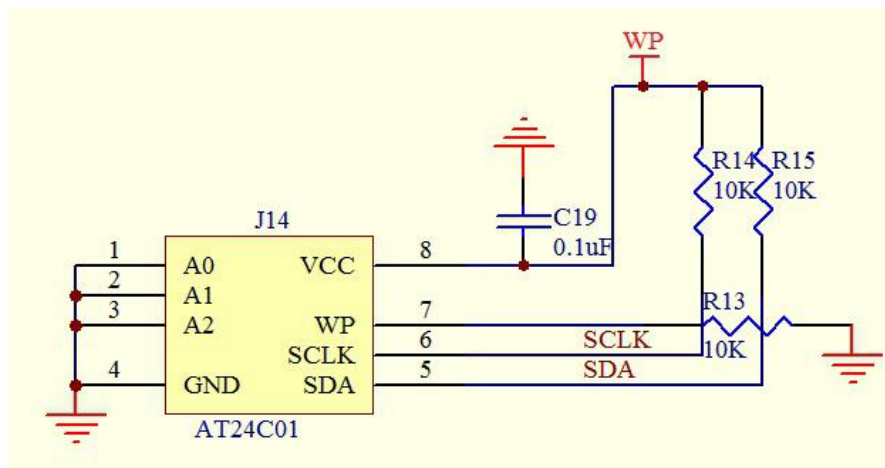 WP
R14 R15
10K 10K
C19
0.1uF
J14
1 A0 VCC 8
2 A1
3 A2 WP 7
SCLK 6 SCLK
4 GND SDA 5 SDA
R13
10K
AT24C01